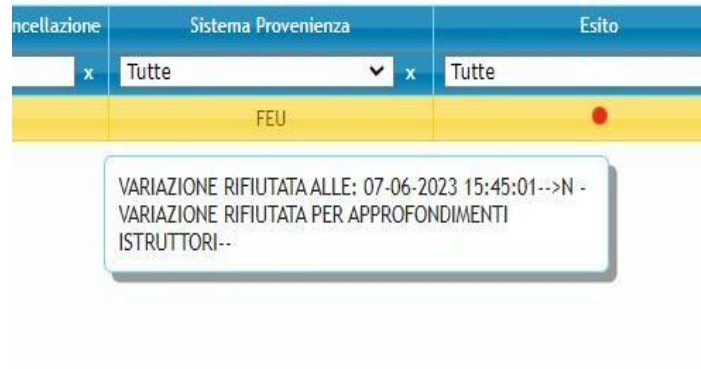 ncellazione Sistema Provenienza Esito
x Tutte x Tutte
FEU
VARIAZIONE RIFIUTATA ALLE: 07-06-2023 15:45:01-->N -
VARIAZIONE RIFIUTATA PER APPROFONDIMENTI
ISTRUTTORI--